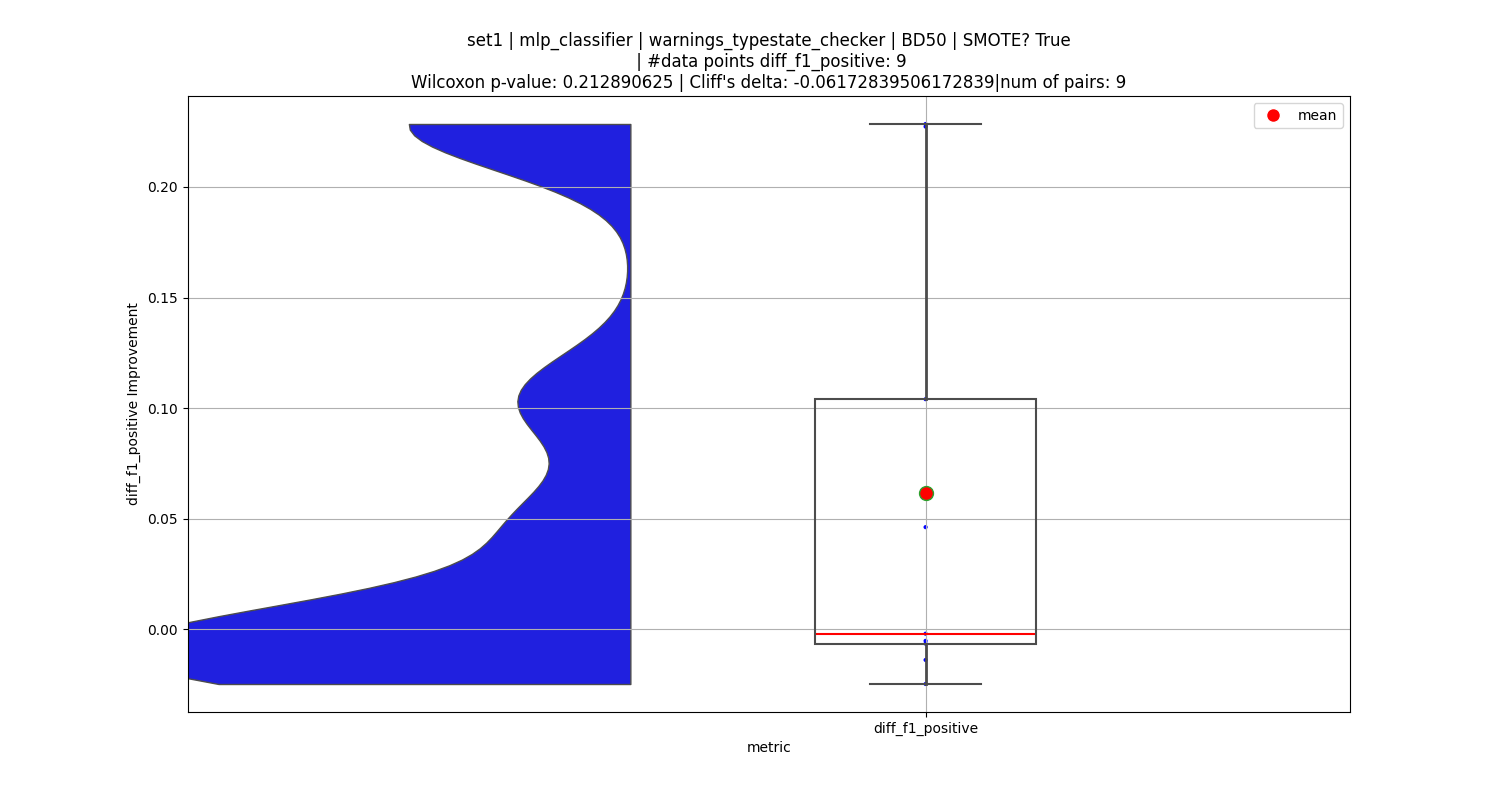 set1 | mlp_classifier | warnings_typestate_checker | BD50 | SMOTE? True
| #data points diff_f1_positive: 9
Wilcoxon p-value: 0.212890625 | Cliff's delta: -0.06172839506172839|num of pairs: 9
mean
0.20
0.15
0.10
0.05
0.00
diff_f1_positive Improvement
diff_f1_positive
metric